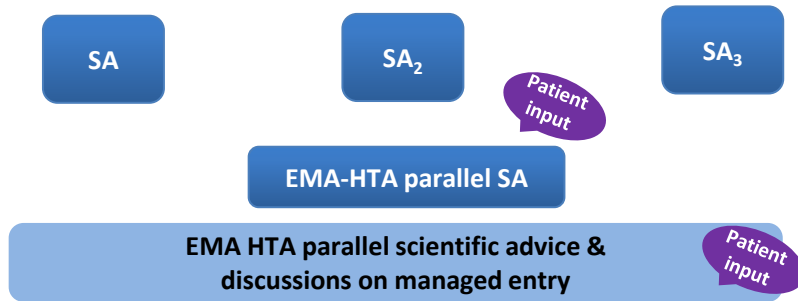 SA
SA₂
SA₃
Patient
input
EMA-HTA parallel SA
EMA HTA parallel scientific advice &
discussions on managed entry
Patient
input